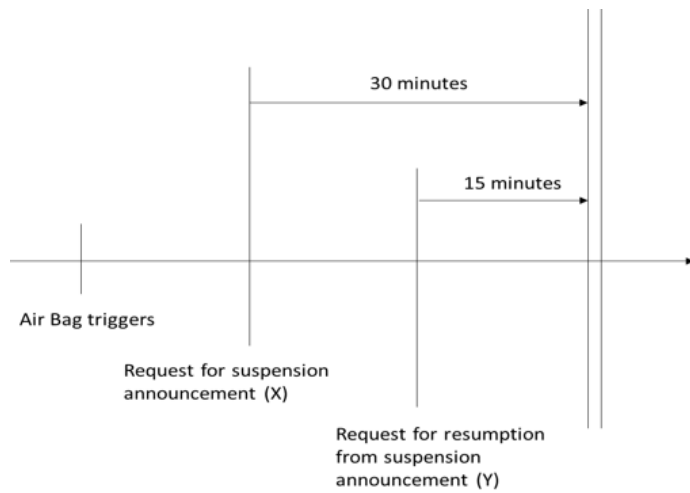 30 minutes
15 minutes
Air Bag triggers
Request for suspension
announcement (X)
Request for resumption
from suspension
announcement (Y)